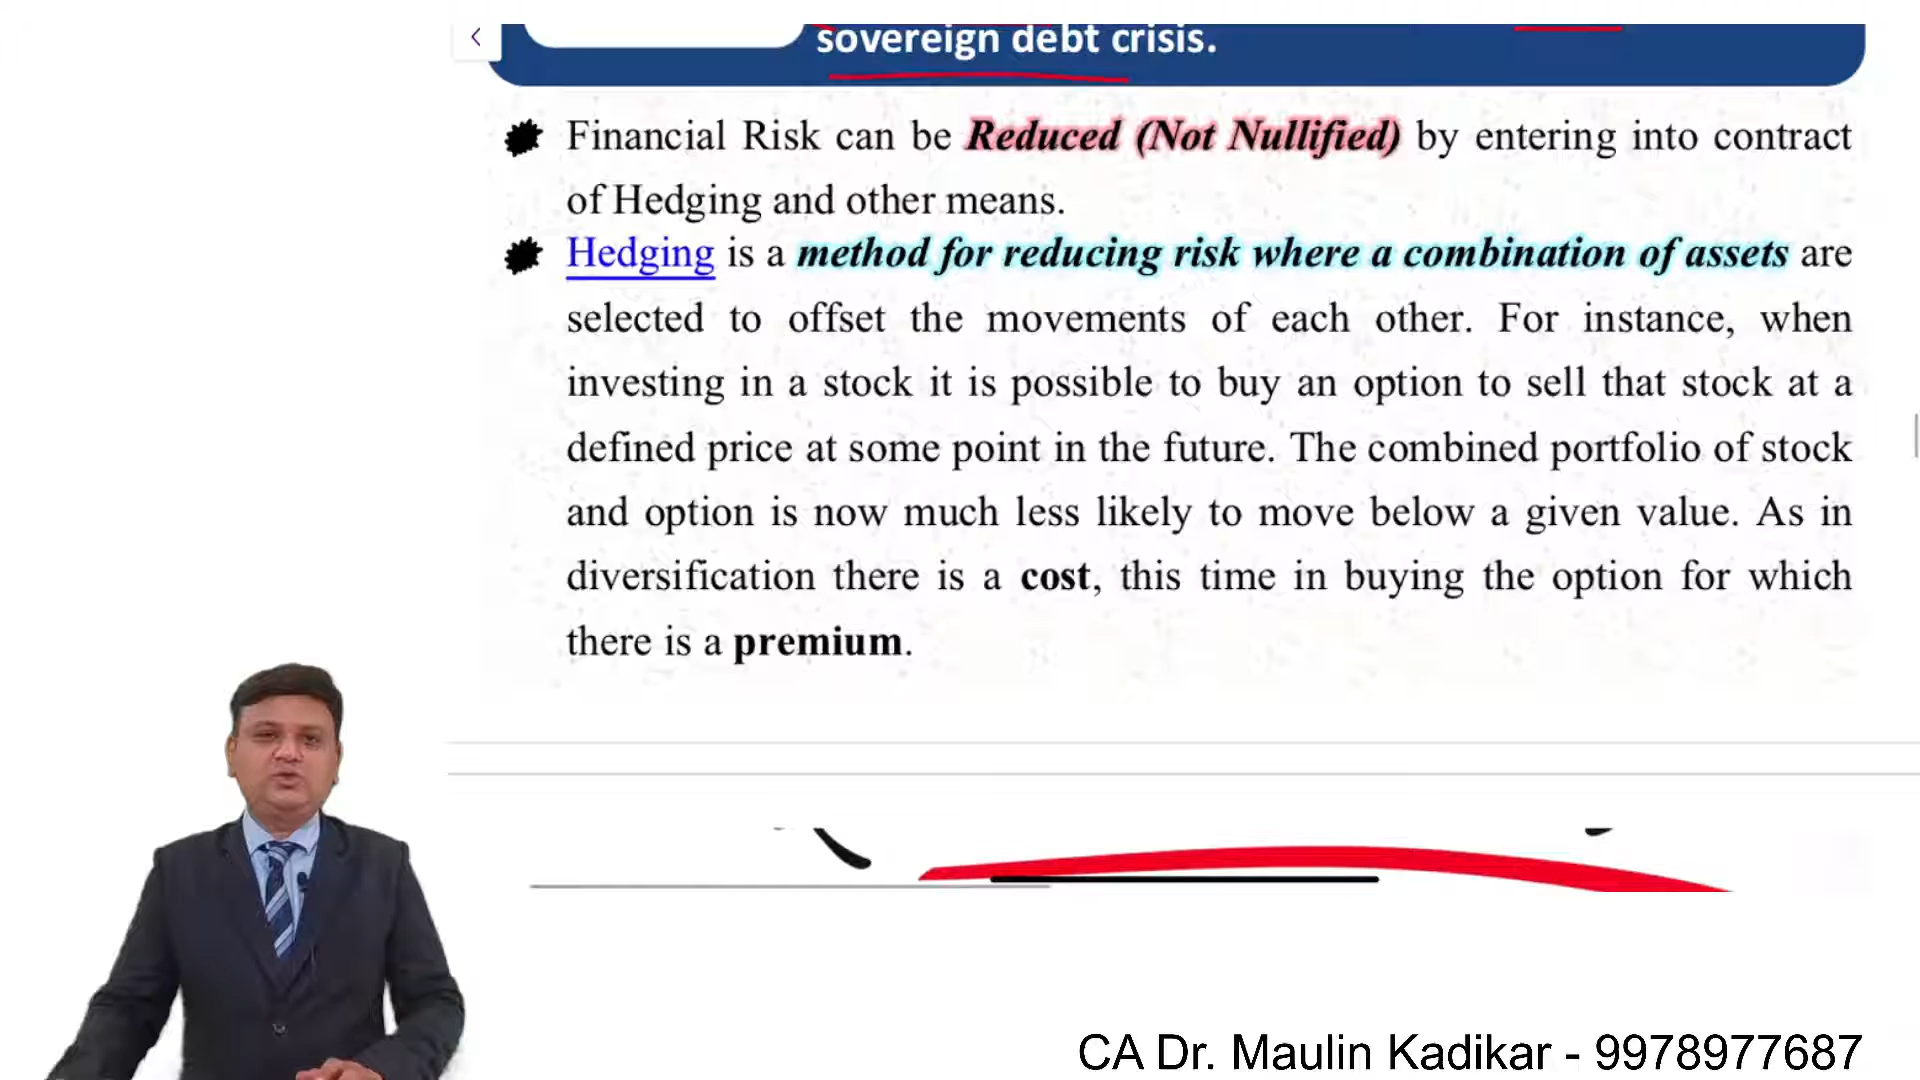 sovereign debt crisis.
Financial Risk can be Reduced (Not Nullified) by entering into contract
of Hedging and other means.
Hedging is a method for reducing risk where a combination of assets are
selected to offset the movements of each other. For instance, when
investing in a stock it is possible to buy an option to sell that stock at a
defined price at some point in the future. The combined portfolio of stock
and option is now much less likely to move below a given value. As in
diversification there is a cost, this time in buying the option for which
there is a premium.
CA Dr. Maulin Kadikar - 9978977687